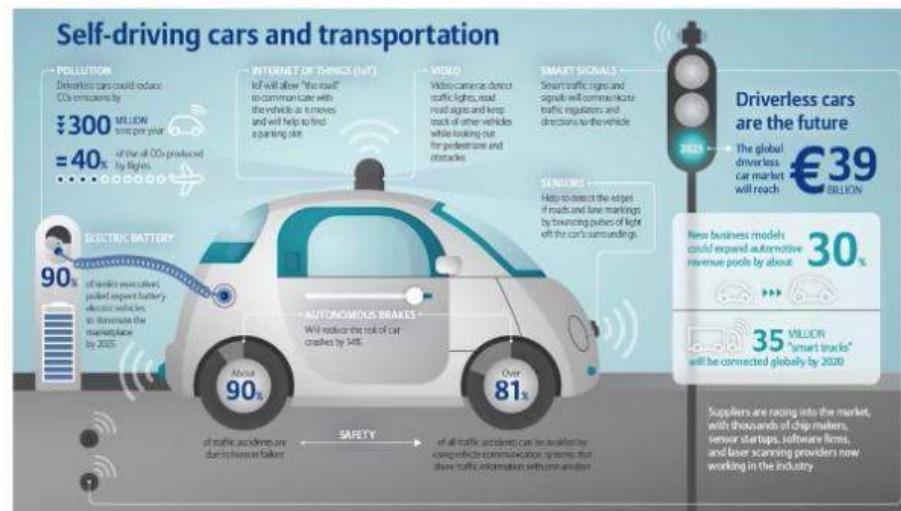 Self-driving cars and transportation
POLLUTION
Driverless cars could reduce
CO₂ emissions by
300 MILLION
tons per year
= 40% of the all CO₂ produced
by flights
INTERNET OF THINGS (IoT)
IoT will allow "the road"
to communicate with
the vehicle as it moves
and will help to find
a parking slot
VIDEO
Video cameras detect
traffic lights, read
road signs and keep
track of other vehicles
while looking out
for pedestrians and
obstacles
SMART SIGNALS
Smart traffic signs and
signals will communicate
traffic regulators and
directions to the vehicle
SENSORS
Help to detect the edges
if roads and lane markings
by bouncing pulses of light
off the car's surroundings
ELECTRIC BATTERY
90%
of senior executives
polled expect battery
electric vehicles
to dominate the
marketplace
by 2025
AUTONOMOUS BRAKES
Will reduce the risk of car
crashes by 14%
About
90%
of traffic accidents are
due to human failure
SAFETY
Over
81%
of all traffic accidents can be avoided by
using vehicle communication systems that
share traffic information with one another
Driverless cars
are the future
2025
The global
driverless
car market
will reach
€39
BILLION
New business models
could expand automotive
revenue pools by about
30%
35 MILLION
"smart trucks"
will be connected globally by 2020
Suppliers are racing into the market,
with thousands of chip makers,
sensor startups, software firms,
and laser scanning providers now
working in the industry